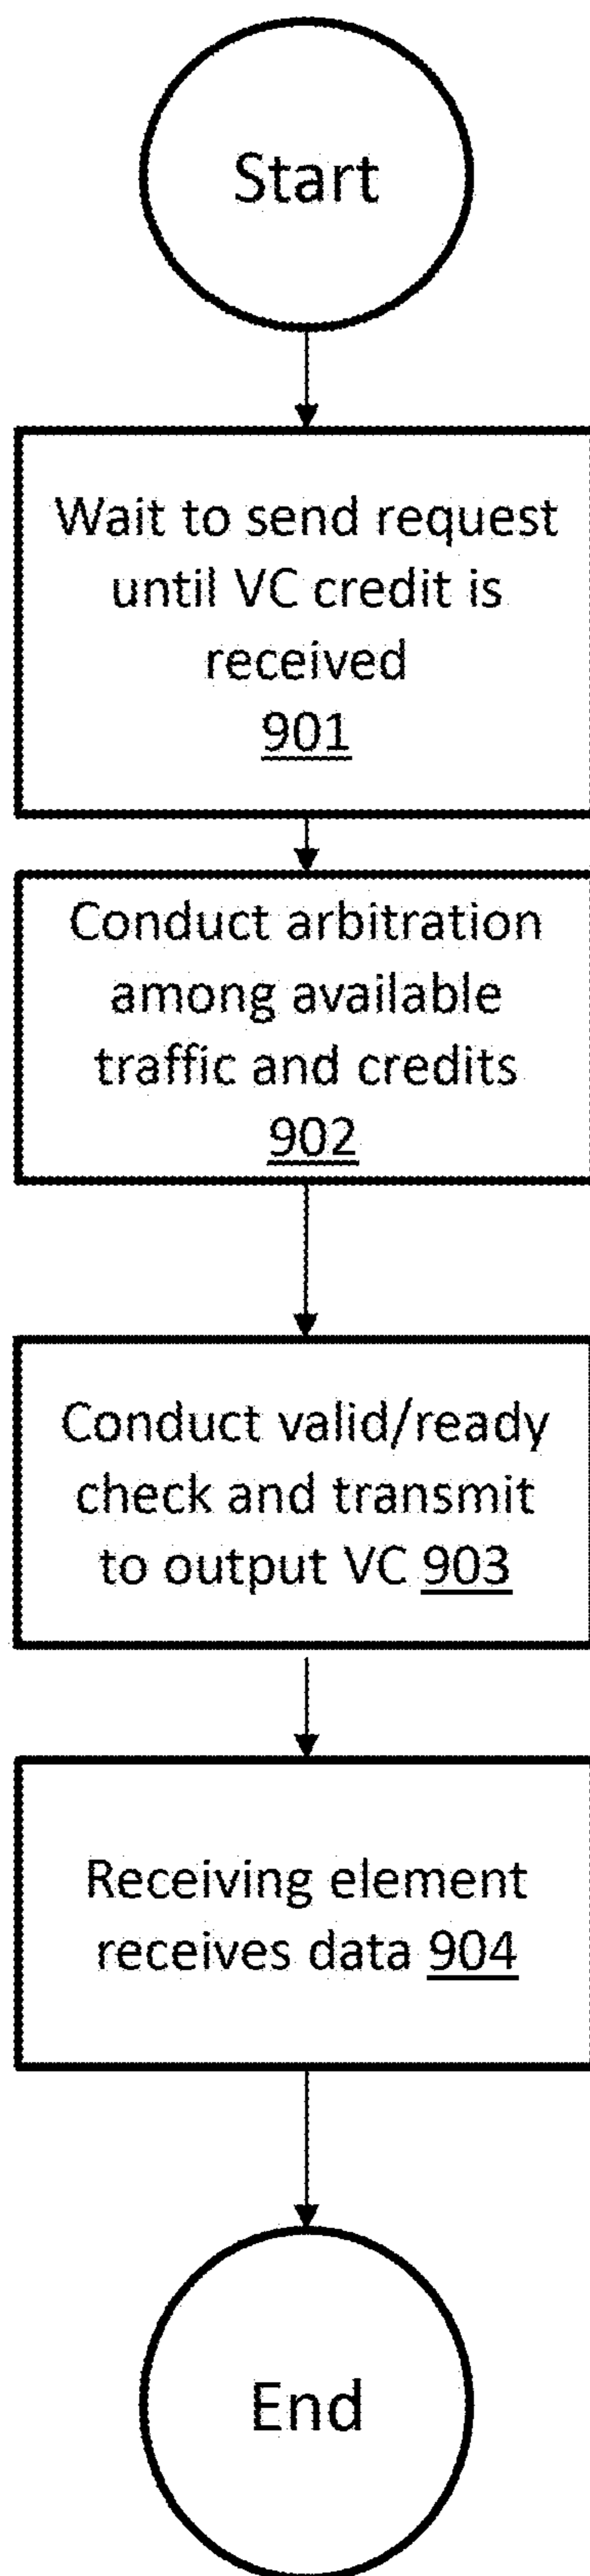 Start
Wait to send request
until VC credit is
received
901
Conduct arbitration
among available
traffic and credits
902
Conduct valid/ready
check and transmit
to output VC 903
Receiving element
receives data 904
End